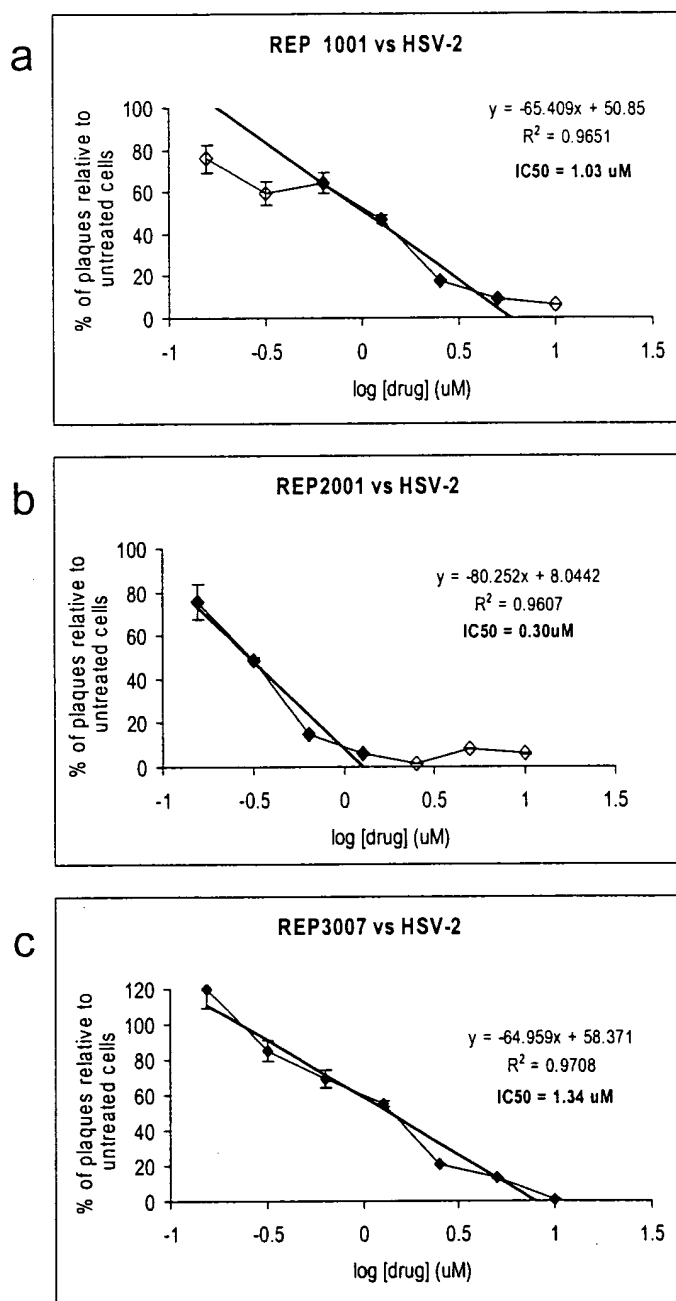 a
REP 1001 vs HSV-2
y = -65.409x + 50.85
R² = 0.9651
IC50 = 1.03 uM
% of plaques relative to
untreated cells
100
80
60
40
20
0
-1
-0.5
0
0.5
1
1.5
log [drug] (uM)
b
REP2001 vs HSV-2
y = -80.252x + 8.0442
R² = 0.9607
IC50 = 0.30uM
% of plaques relative to
untreated cells
100
80
60
40
20
0
-1
-0.5
0
0.5
1
1.5
log [drug] (uM)
c
REP3007 vs HSV-2
y = -64.959x + 58.371
R² = 0.9708
IC50 = 1.34 uM
% of plaques relative to
untreated cells
120
100
80
60
40
20
0
-1
-0.5
0
0.5
1
1.5
log [drug] (uM)